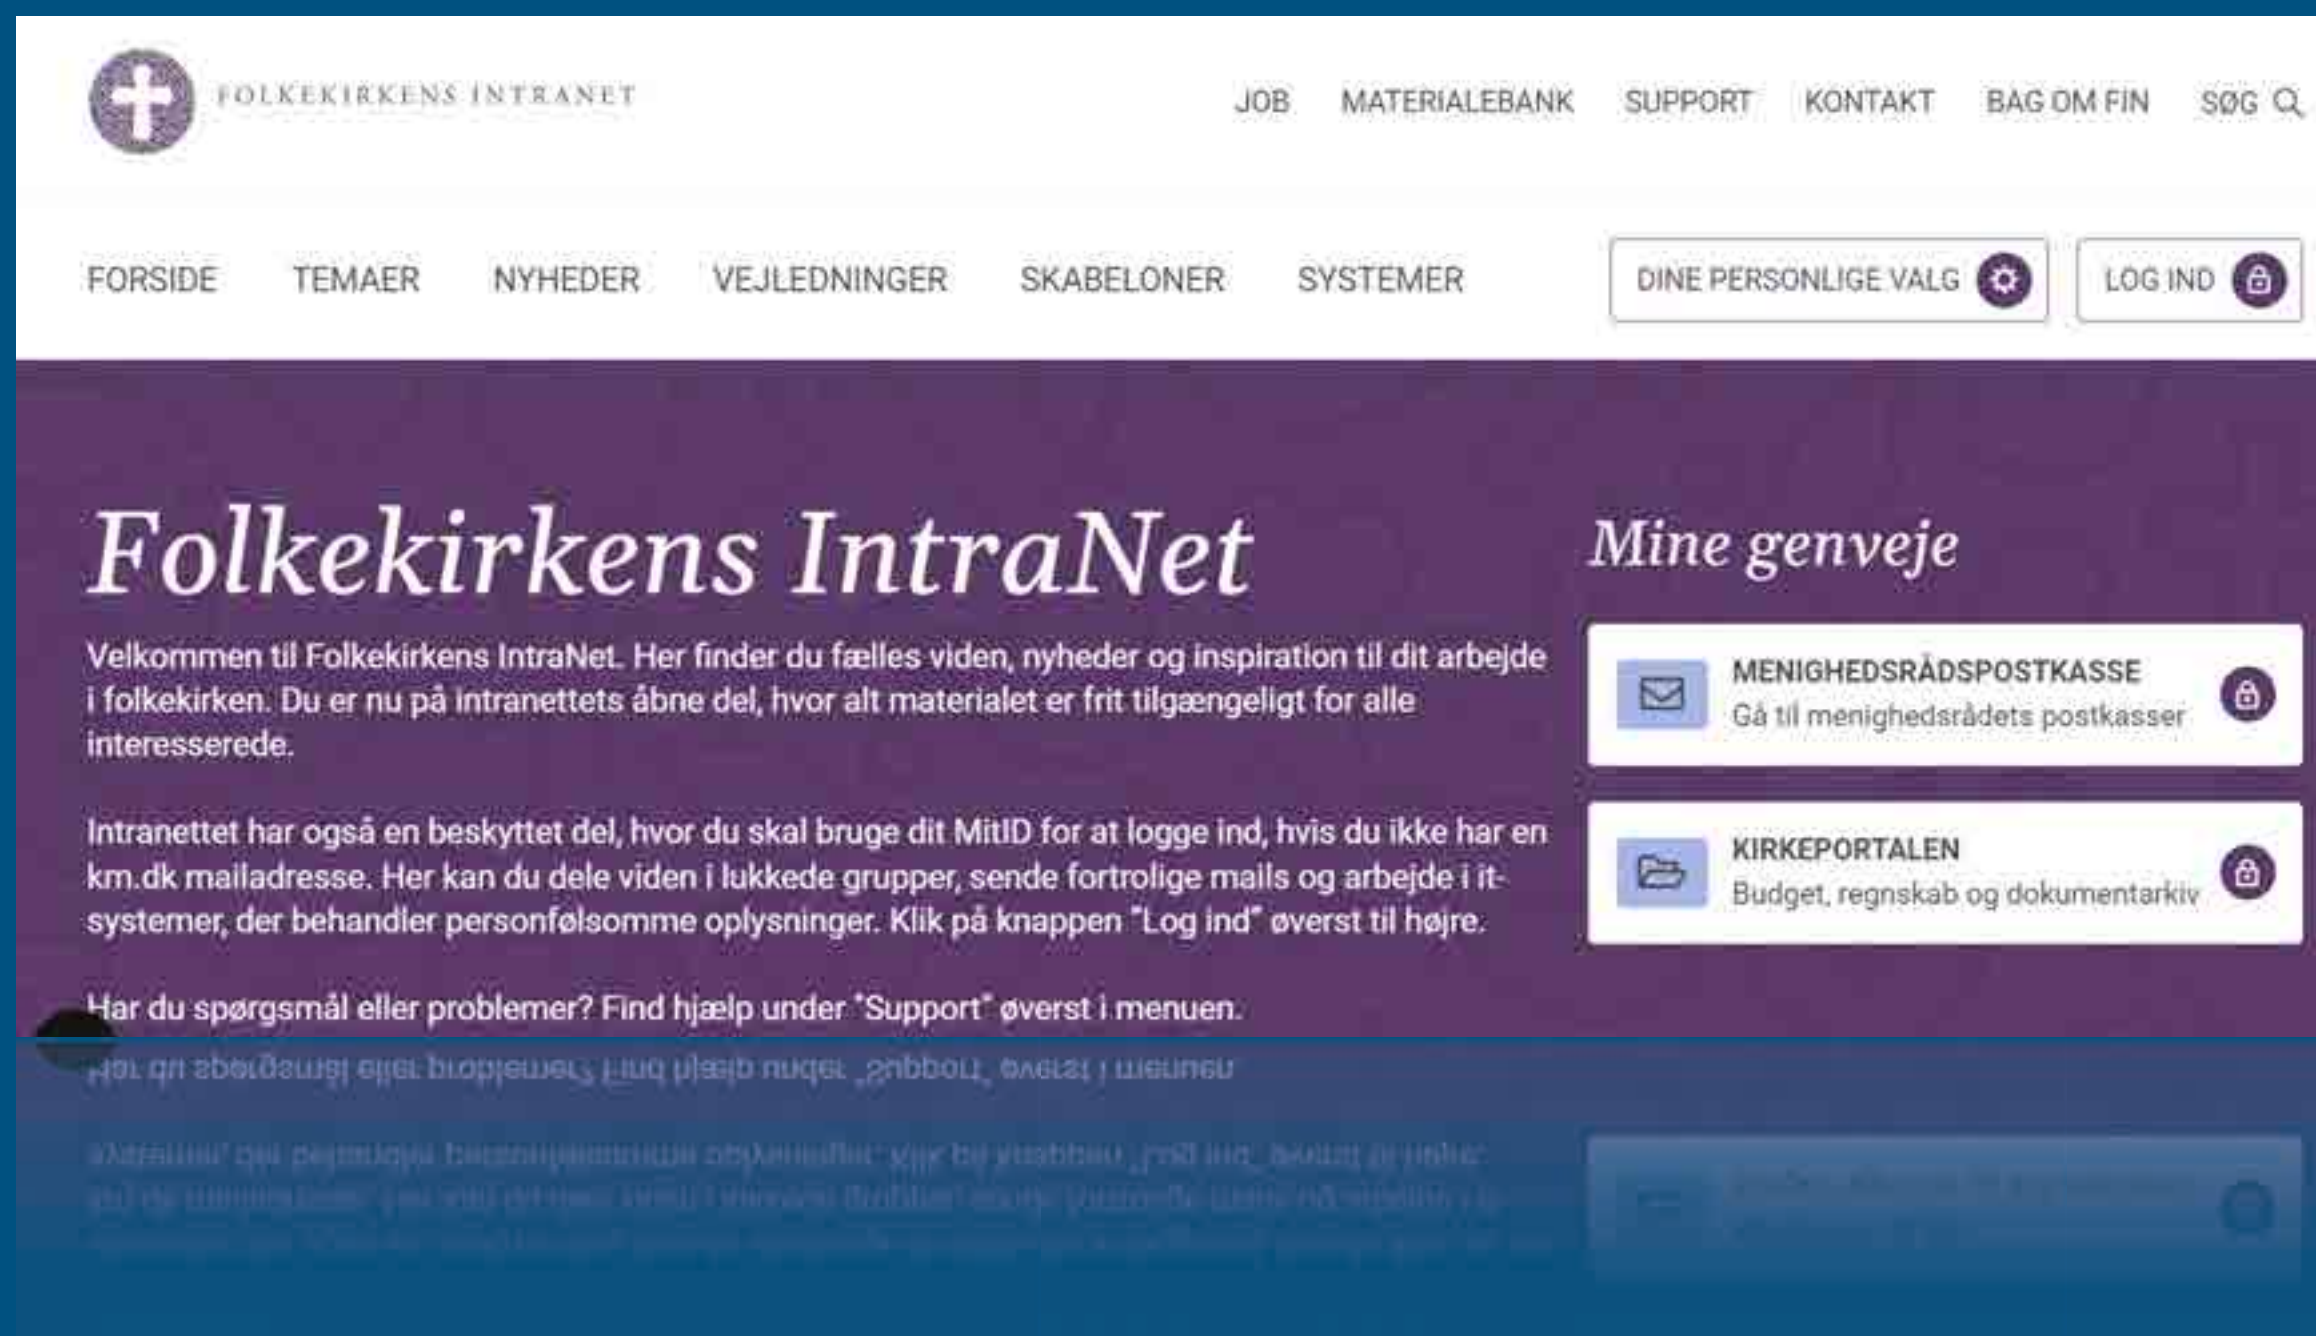 FOLKEKIRKENS INTRANET
JOB MATERIALEBANK SUPPORT KONTAKT BAG OM FIN SØG
FORSIDE TEMAER NYHEDER VEJLEDNINGER SKABELONER SYSTEMER DINE PERSONLIGE VALG LOG IND
Folkekirkens IntraNet
Velkommen til Folkekirkens IntraNet. Her finder du fælles viden, nyheder og inspiration til dit arbejde
i folkekirken. Du er nu på intranettets åbne del, hvor alt materialet er frit tilgængeligt for alle
interesserede.
Intranettet har også en beskyttet del, hvor du skal bruge dit MitID for at logge ind, hvis du ikke har en
km.dk mailadresse. Her kan du dele viden i lukkede grupper, sende fortrolige mails og arbejde i it-
systemer, der behandler personfølsomme oplysninger. Klik på knappen "Log ind" øverst til højre.
Har du spørgsmål eller problemer? Find hjælp under "Support" øverst i menuen.
Mine genveje
MENIGHEDSRÅDSPOSTKASSE
Gå til menighedsrådets postkasser
KIRKEPORTALEN
Budget, regnskab og dokumentarkiv